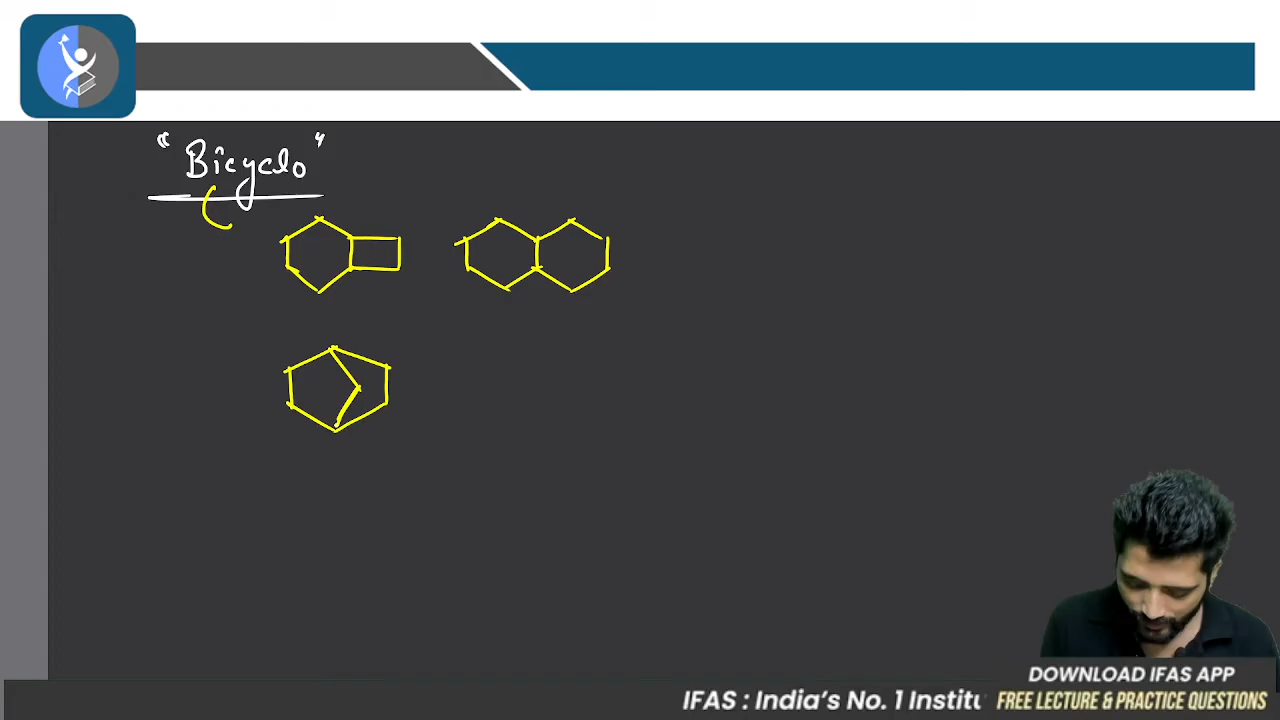 "Bicyclo"
DOWNLOAD IFAS APP
IFAS : India's No. 1 Institu
FREE LECTURE & PRACTICE QUESTIONS